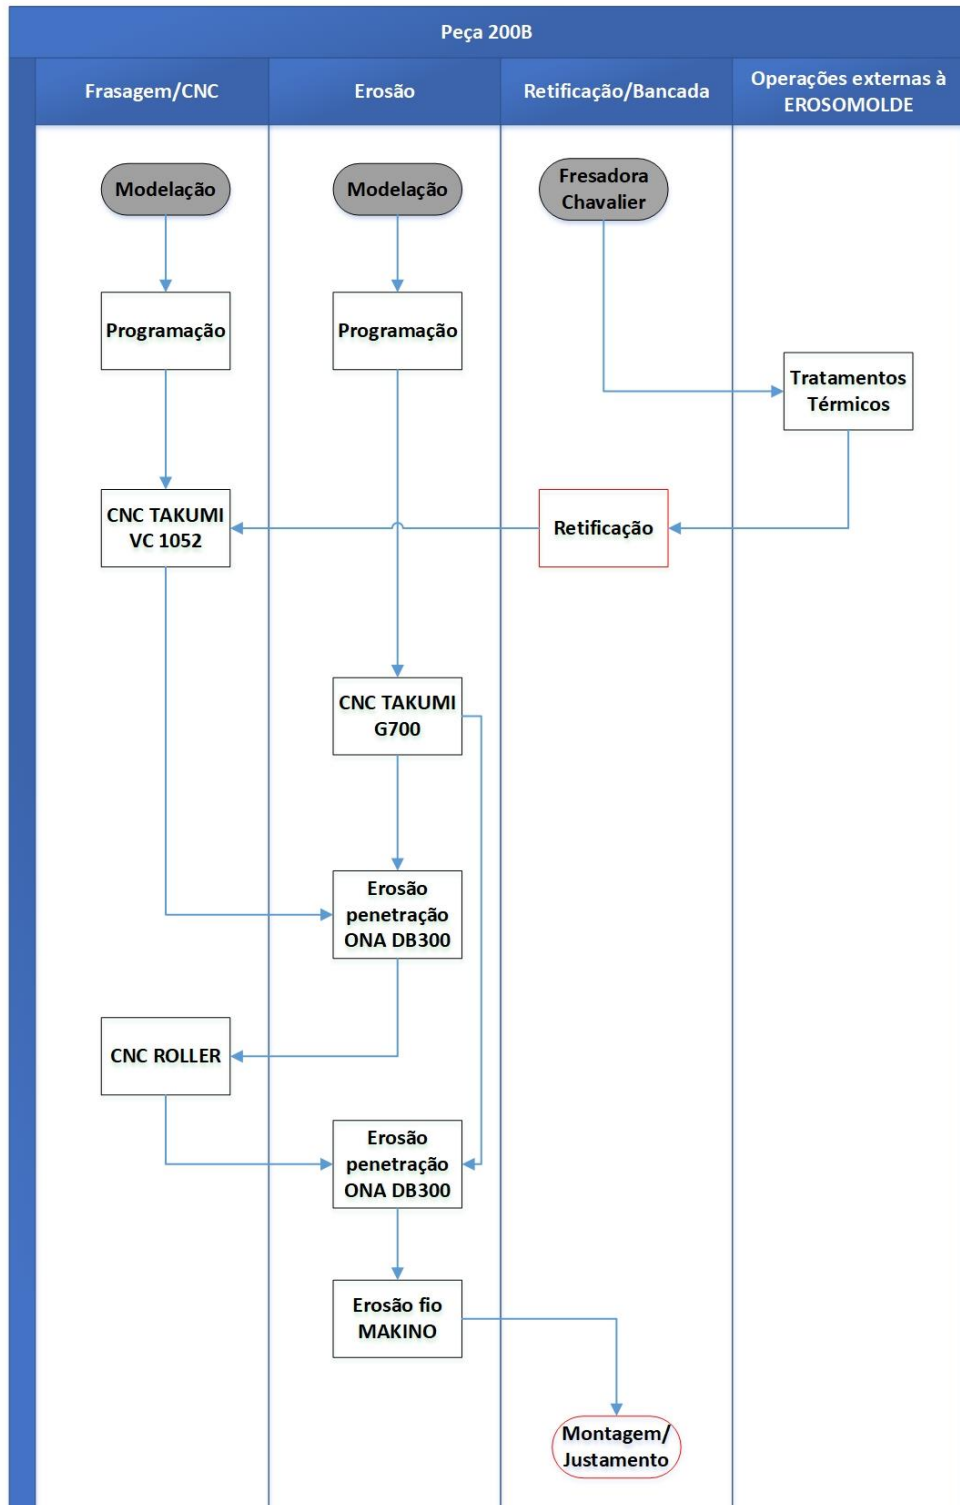 Peça 200B
Frasagem/CNC
Erosão
Retificação/Bancada
Operações externas à
EROSOMOLDE
Modelação
Modelação
Fresadora
Chavalier
Programação
Programação
Tratamentos
Térmicos
CNC TAKUMI
VC 1052
Retificação
CNC TAKUMI
G700
Erosão
penetração
ONA DB300
CNC ROLLER
Erosão
penetração
ONA DB300
Erosão fio
MAKINO
Montagem/
Justamento